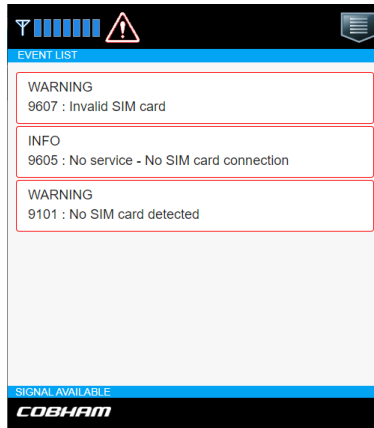 EVENT LIST
WARNING
9607 : Invalid SIM card
INFO
9605 : No service - No SIM card connection
WARNING
9101 : No SIM card detected
SIGNAL AVAILABLE
COBHAM